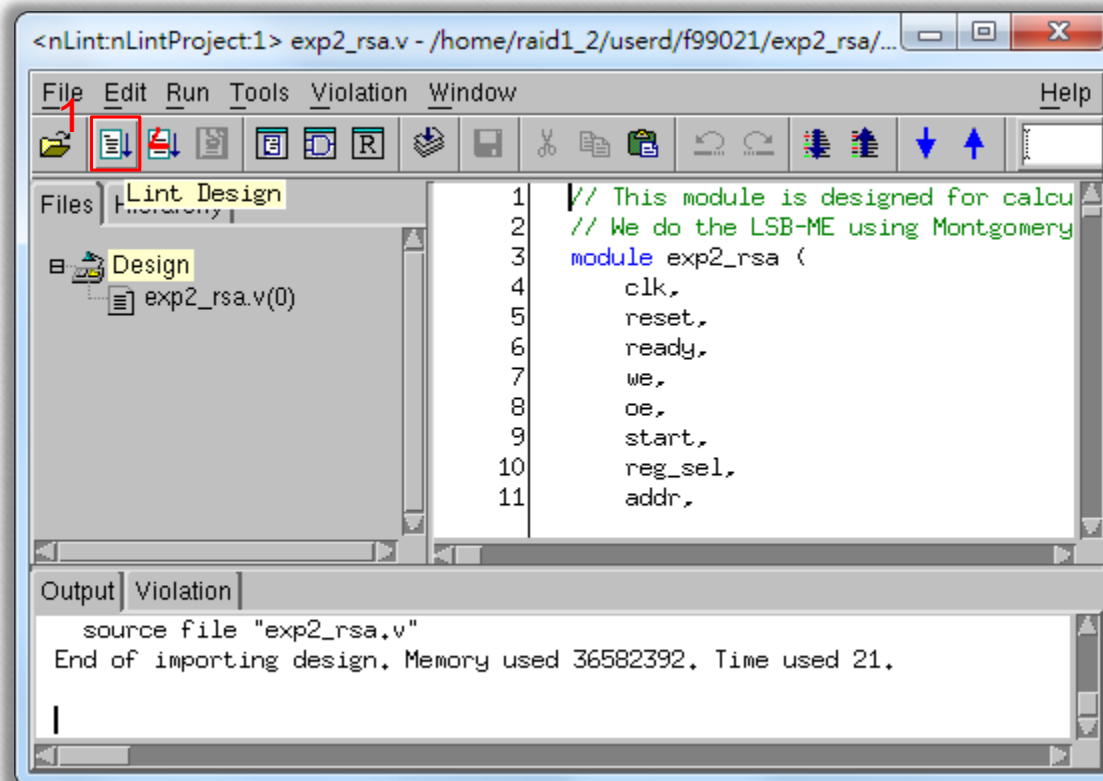 <nLint:nLintProject:1> exp2_rsa.v - /home/raid1_2/userd/f99021/exp2_rsa/...
File Edit Run Tools Violation Window Help
1
R
Files
Lint Design
Design
exp2_rsa.v(0)
1 // This module is designed for calcu
2 // We do the LSB-ME using Montgomery
3 module exp2_rsa (
4 clk,
5 reset,
6 ready,
7 we,
8 oe,
9 start,
10 reg_sel,
11 addr,
Output Violation
source file "exp2_rsa.v"
End of importing design. Memory used 36582392. Time used 21.